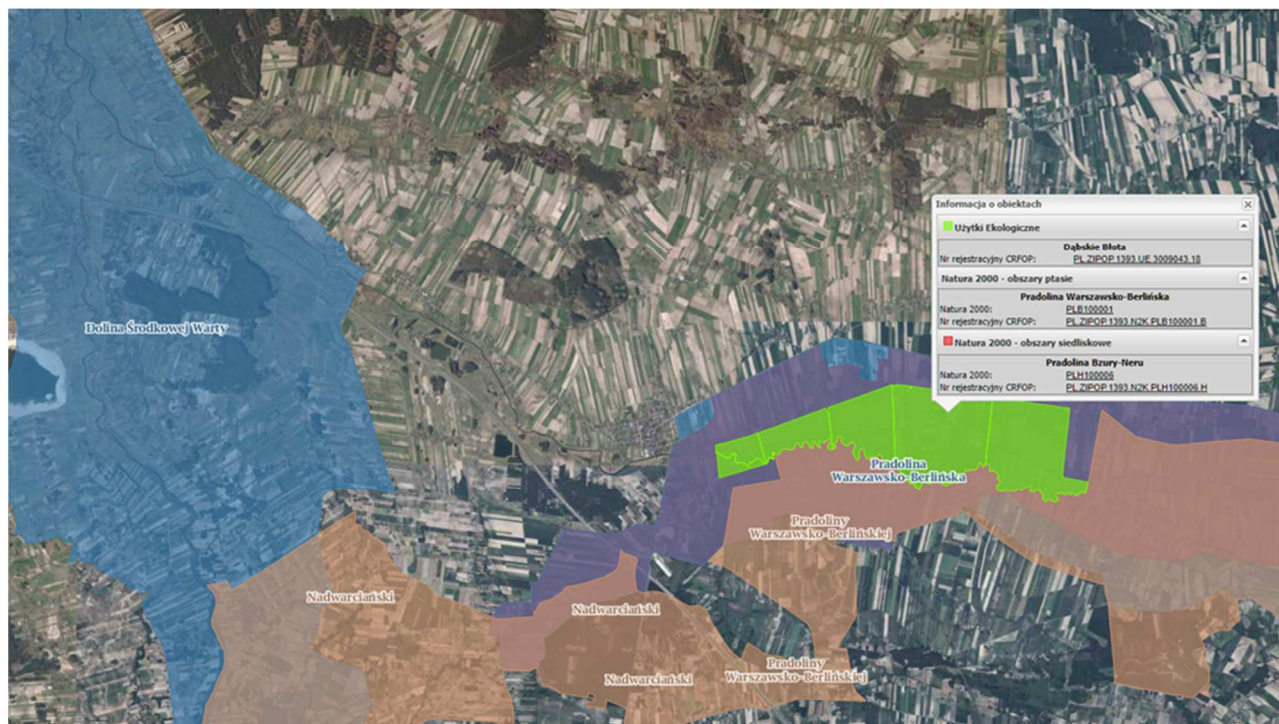 Informacja o obiektach
Użytki Ekologiczne
Dąbskie Błota
Nr rejestracyjny CRFOP: PL.ZIPOP.1393.UE.3009043.18
Natura 2000 - obszary ptasie
Pradolina Warszawsko-Berlińska
Natura 2000: PLB100001
Nr rejestracyjny CRFOP: PL.ZIPOP.1393.N2K.PLB100001.B
Natura 2000 - obszary siedliskowe
Pradolina Bzury-Neru
Natura 2000: PLH100006
Nr rejestracyjny CRFOP: PL.ZIPOP.1393.N2K.PLH100006.H
Dolina Środkowej Warty
Pradolina
Warszawsko-Berlińska
Pradoliny
Warszawsko-Berlińskiej
Nadwarciański
Nadwarciański
Pradoliny
Warszawsko-Berlińskiej
Nadwarciański